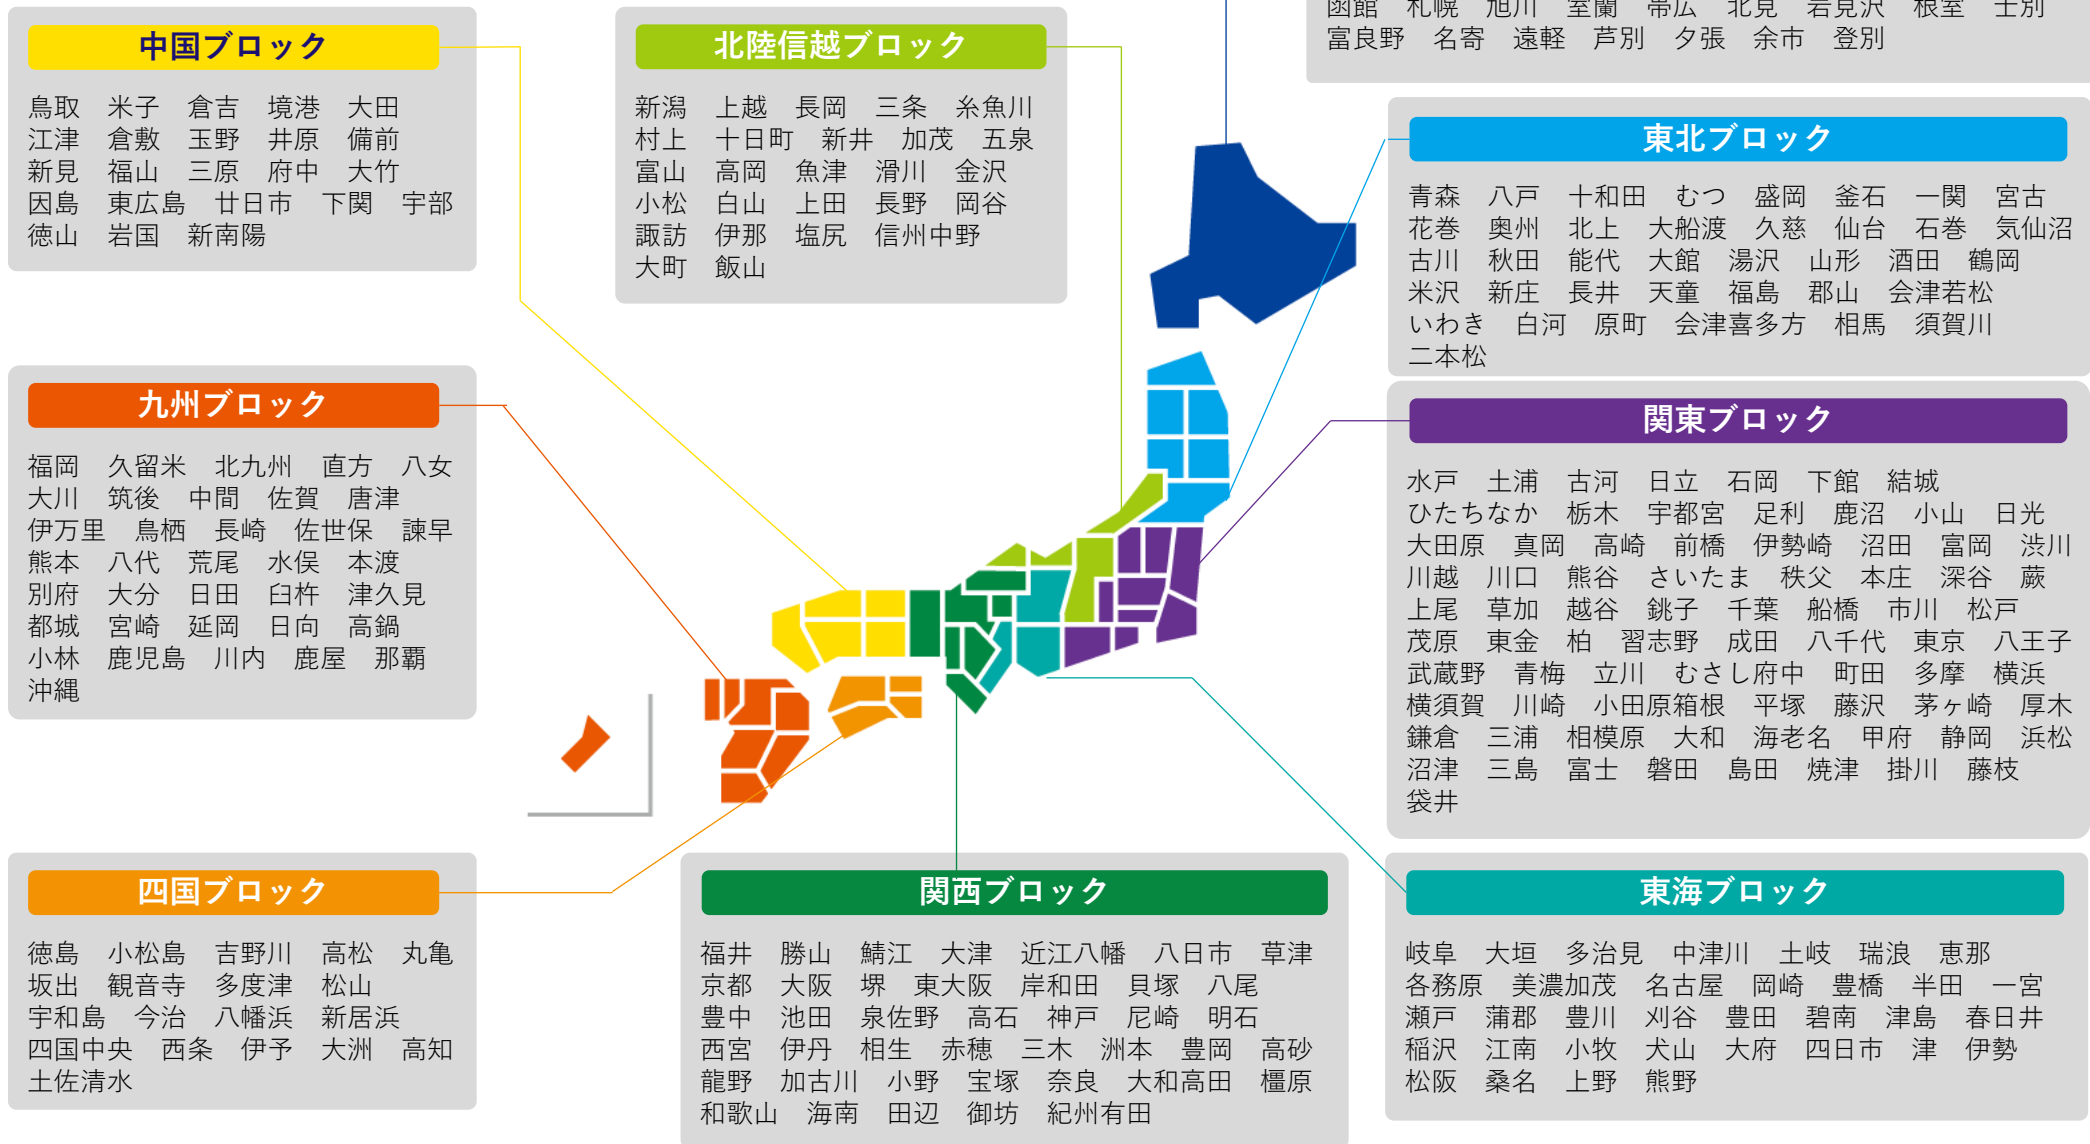 函館　札幌　旭川　室蘭　帯広　北見　岩見沢　根室　士別
富良野　名寄　遠軽　芦別　夕張　余市　登別
中国ブロック
鳥取　米子　倉吉　境港　大田
江津　倉敷　玉野　井原　備前
新見　福山　三原　府中　大竹
因島　東広島　廿日市　下関　宇部
徳山　岩国　新南陽
北陸信越ブロック
新潟　上越　長岡　三条　糸魚川
村上　十日町　新井　加茂　五泉
富山　高岡　魚津　滑川　金沢
小松　白山　上田　長野　岡谷
諏訪　伊那　塩尻　信州中野
大町　飯山
東北ブロック
青森　八戸　十和田　むつ　盛岡　釜石　一関　宮古
花巻　奥州　北上　大船渡　久慈　仙台　石巻　気仙沼
古川　秋田　能代　大館　湯沢　山形　酒田　鶴岡
米沢　新庄　長井　天童　福島　郡山　会津若松
いわき　白河　原町　会津喜多方　相馬　須賀川
二本松
九州ブロック
福岡　久留米　北九州　直方　八女
大川　筑後　中間　佐賀　唐津
伊万里　鳥栖　長崎　佐世保　諫早
熊本　八代　荒尾　水俣　本渡
別府　大分　日田　臼杵　津久見
都城　宮崎　延岡　日向　高鍋
小林　鹿児島　川内　鹿屋　那覇
沖縄
関東ブロック
水戸　土浦　古河　日立　石岡　下館　結城
ひたちなか　栃木　宇都宮　足利　鹿沼　小山　日光
大田原　真岡　高崎　前橋　伊勢崎　沼田　富岡　渋川
川越　川口　熊谷　さいたま　秩父　本庄　深谷　蕨
上尾　草加　越谷　銚子　千葉　船橋　市川　松戸
茂原　東金　柏　習志野　成田　八千代　東京　八王子
武蔵野　青梅　立川　むさし府中　町田　多摩　横浜
横須賀　川崎　小田原箱根　平塚　藤沢　茅ヶ崎　厚木
鎌倉　三浦　相模原　大和　海老名　甲府　静岡　浜松
沼津　三島　富士　磐田　島田　焼津　掛川　藤枝
袋井
四国ブロック
徳島　小松島　吉野川　高松　丸亀
坂出　観音寺　多度津　松山
宇和島　今治　八幡浜　新居浜
四国中央　西条　伊予　大洲　高知
土佐清水
関西ブロック
福井　勝山　鯖江　大津　近江八幡　八日市　草津
京都　大阪　堺　東大阪　岸和田　貝塚　八尾
豊中　池田　泉佐野　高石　神戸　尼崎　明石
西宮　伊丹　相生　赤穂　三木　洲本　豊岡　高砂
龍野　加古川　小野　宝塚　奈良　大和高田　橿原
和歌山　海南　田辺　御坊　紀州有田
東海ブロック
岐阜　大垣　多治見　中津川　土岐　瑞浪　恵那
各務原　美濃加茂　名古屋　岡崎　豊橋　半田　一宮
瀬戸　蒲郡　豊川　刈谷　豊田　碧南　津島　春日井
稲沢　江南　小牧　犬山　大府　四日市　津　伊勢
松阪　桑名　上野　熊野